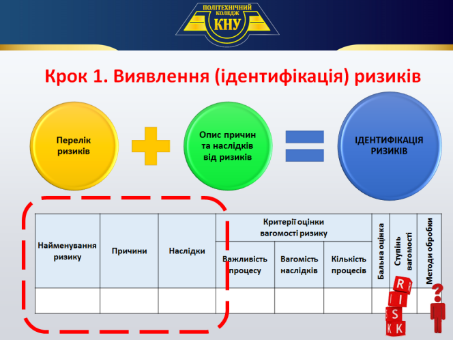 ПОЛІТЕХНІЧНИЙ
КОЛЕДЖ
КНУ
Крок 1. Виявлення (ідентифікація) ризиків
Перелік
ризиків
Опис причин
та наслідків
від ризиків
ІДЕНТИФІКАЦІЯ
РИЗИКІВ
Найменування
ризику
Причини
Наслідки
Критерії оцінки
вагомості ризику
Важливість
процесу
Вагомість
наслідків
Кількість
процесів
Бальна оцінка
Ступінь
вагомості
Методи обробки
R
I
S
K